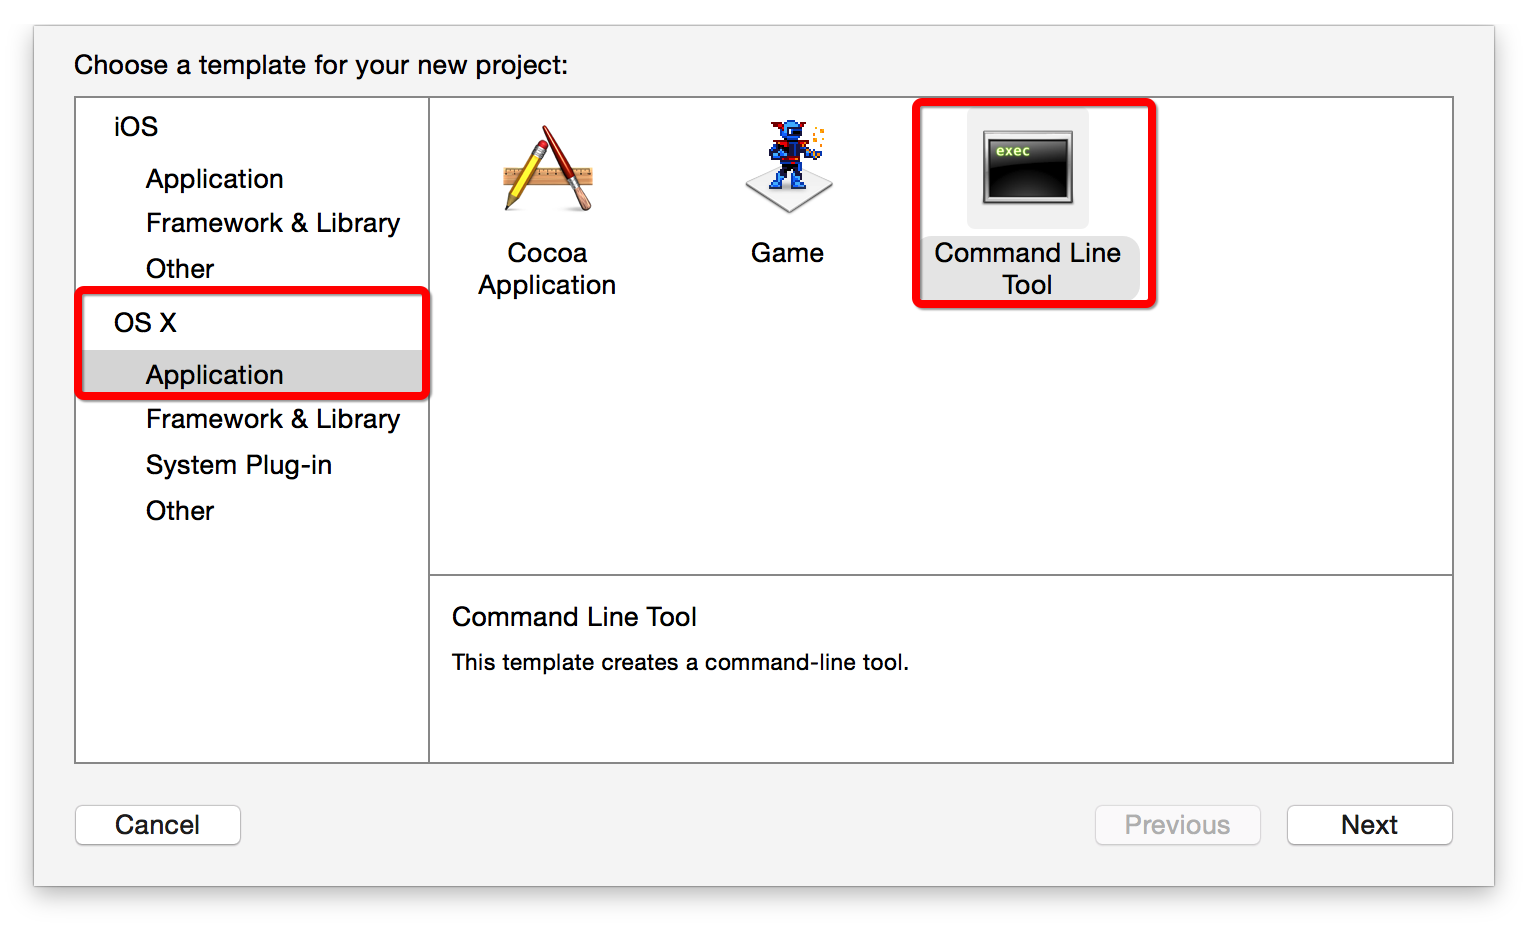 Choose a template for your new project:
iOS
Application
Framework & Library
Other
OS X
Application
Framework & Library
System Plug-in
Other
Cocoa
Application
Game
exec
Command Line
Tool
Command Line Tool
This template creates a command-line tool.
Cancel
Previous
Next